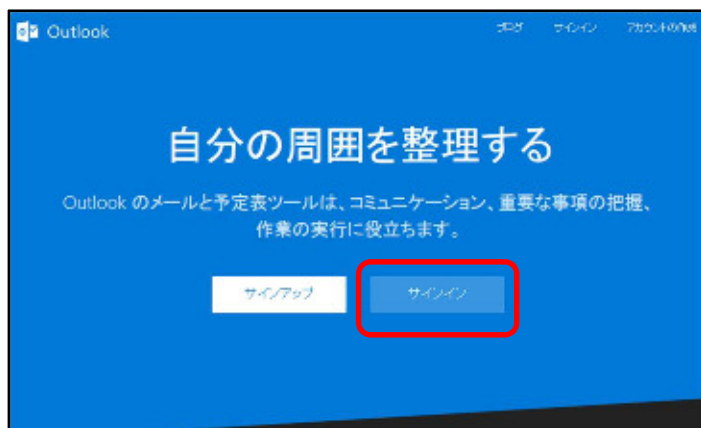 Outlook
ブログ サインイン アカウントの作成
自分の周囲を整理する
Outlook のメールと予定表ツールは、コミュニケーション、重要な事項の把握、
作業の実行に役立ちます。
サインアップ サインイン